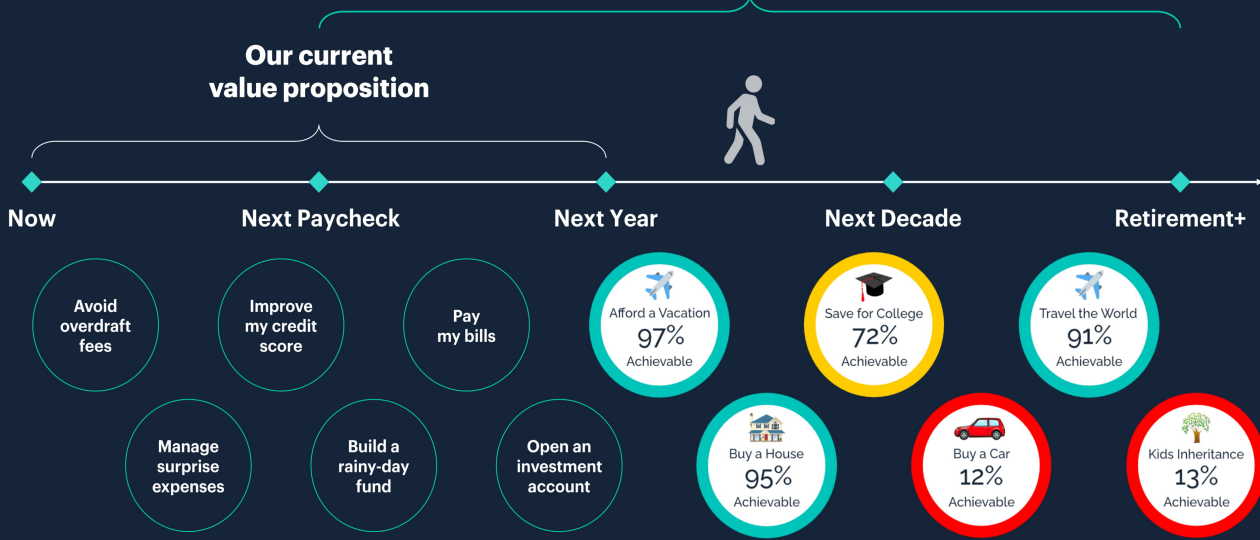 Our current
value proposition
Now
Next Paycheck
Next Year
Next Decade
Retirement+
Avoid
overdraft
fees
Improve
my credit
score
Pay
my bills
Afford a Vacation
97%
Achievable
Save for College
72%
Achievable
Travel the World
91%
Achievable
Manage
surprise
expenses
Build a
rainy-day
fund
Open an
investment
account
Buy a House
95%
Achievable
Buy a Car
12%
Achievable
Kids Inheritance
13%
Achievable